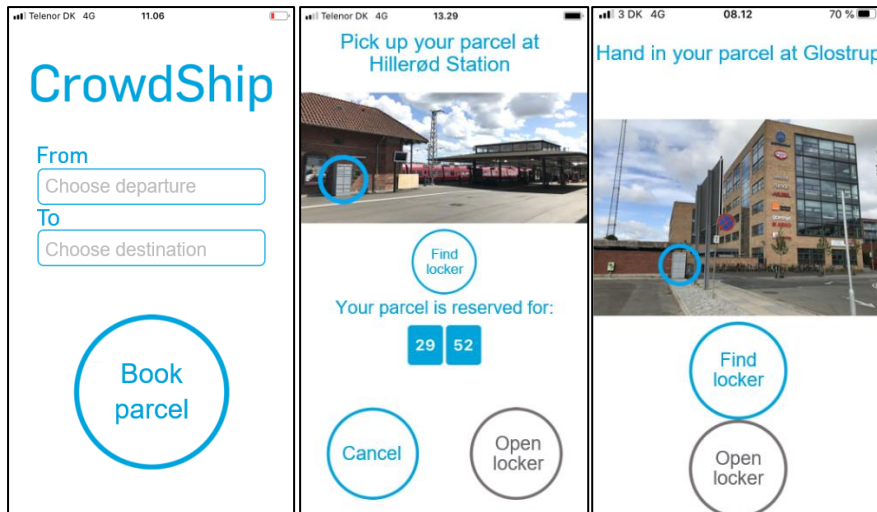 Telenor DK 4G 11.06
CrowdShip
From
Choose departure
To
Choose destination
Book
parcel
Telenor DK 4G 13.29
Pick up your parcel at
Hillerød Station
Find
locker
Your parcel is reserved for:
29 52
Cancel
Open
locker
3 DK 4G 08.12 70 %
Hand in your parcel at Glostrup
Find
locker
Open
locker